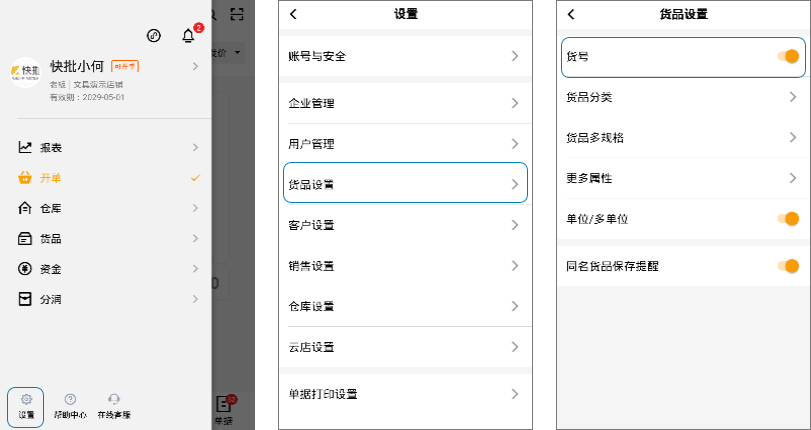 2
发价
快批
快批小何
老板 | 文具演示店铺
有效期：2029-05-01
报表
开单
仓库
货品
资金
分润
0
设置
帮助中心
在线客服
单据
设置
账号与安全
企业管理
用户管理
货品设置
客户设置
销售设置
仓库设置
云店设置
单据打印设置
货品设置
货号
货品分类
货品多规格
更多属性
单位/多单位
同名货品保存提醒